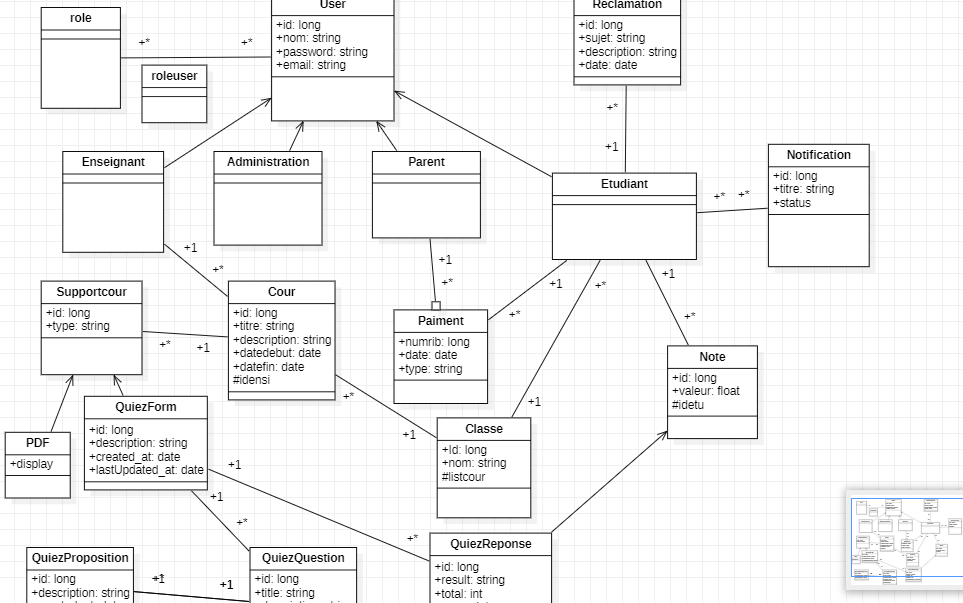 role
User
+id: long
+nom: string
+password: string
+email: string
Reclamation
+id: long
+sujet: string
+description: string
+date: date
+*
+*
roleuser
+*
+1
Enseignant
Administration
Parent
Etudiant
Notification
+id: long
+titre: string
+status
+*
+*
+1
+*
+1
+*
+1
+*
+*
+1
+*
Supportcour
+id: long
+type: string
+*
+1
Cour
+id: long
+titre: string
+description: string
+datedebut: date
+datefin: date
#idensi
Paiment
+numrib: long
+date: date
+type: string
Note
+id: long
+valeur: float
#idetu
+*
+1
+1
QuiezForm
+id: long
+description: string
+created_at: date
+lastUpdated_at: date
PDF
+display
Classe
+Id: long
+nom: string
#listcour
+1
+1
+*
+*
QuiezProposition
+id: long
+description: string
+1
+1
QuiezQuestion
+id: long
+title: string
QuiezReponse
+id: long
+result: string
+total: int